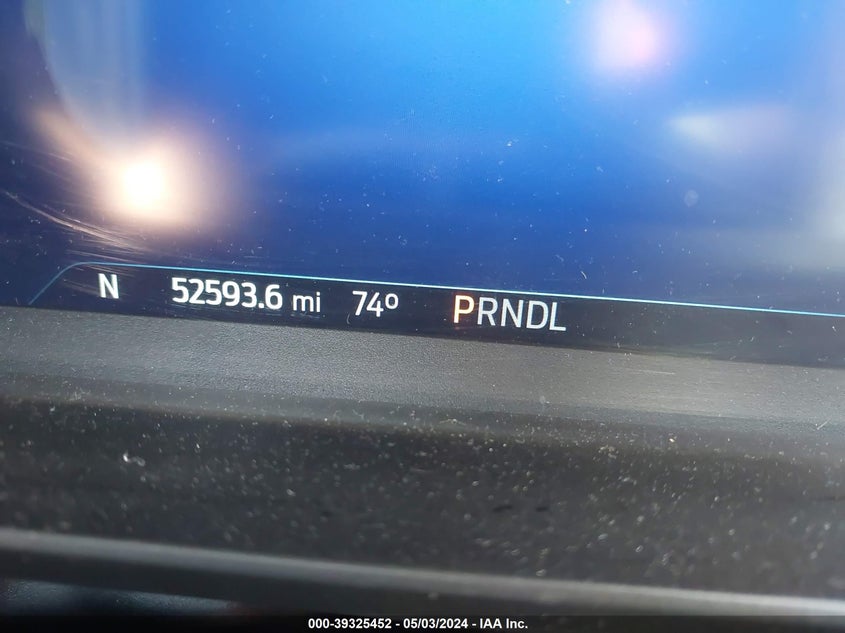 N 52593.6 mi 74° PRNDL
000-39325452 - 05/03/2024 - IAA Inc.